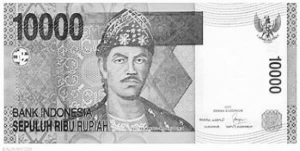 10000
10000
BANK INDONESIA
SEPULUH RIBU RUPIAH